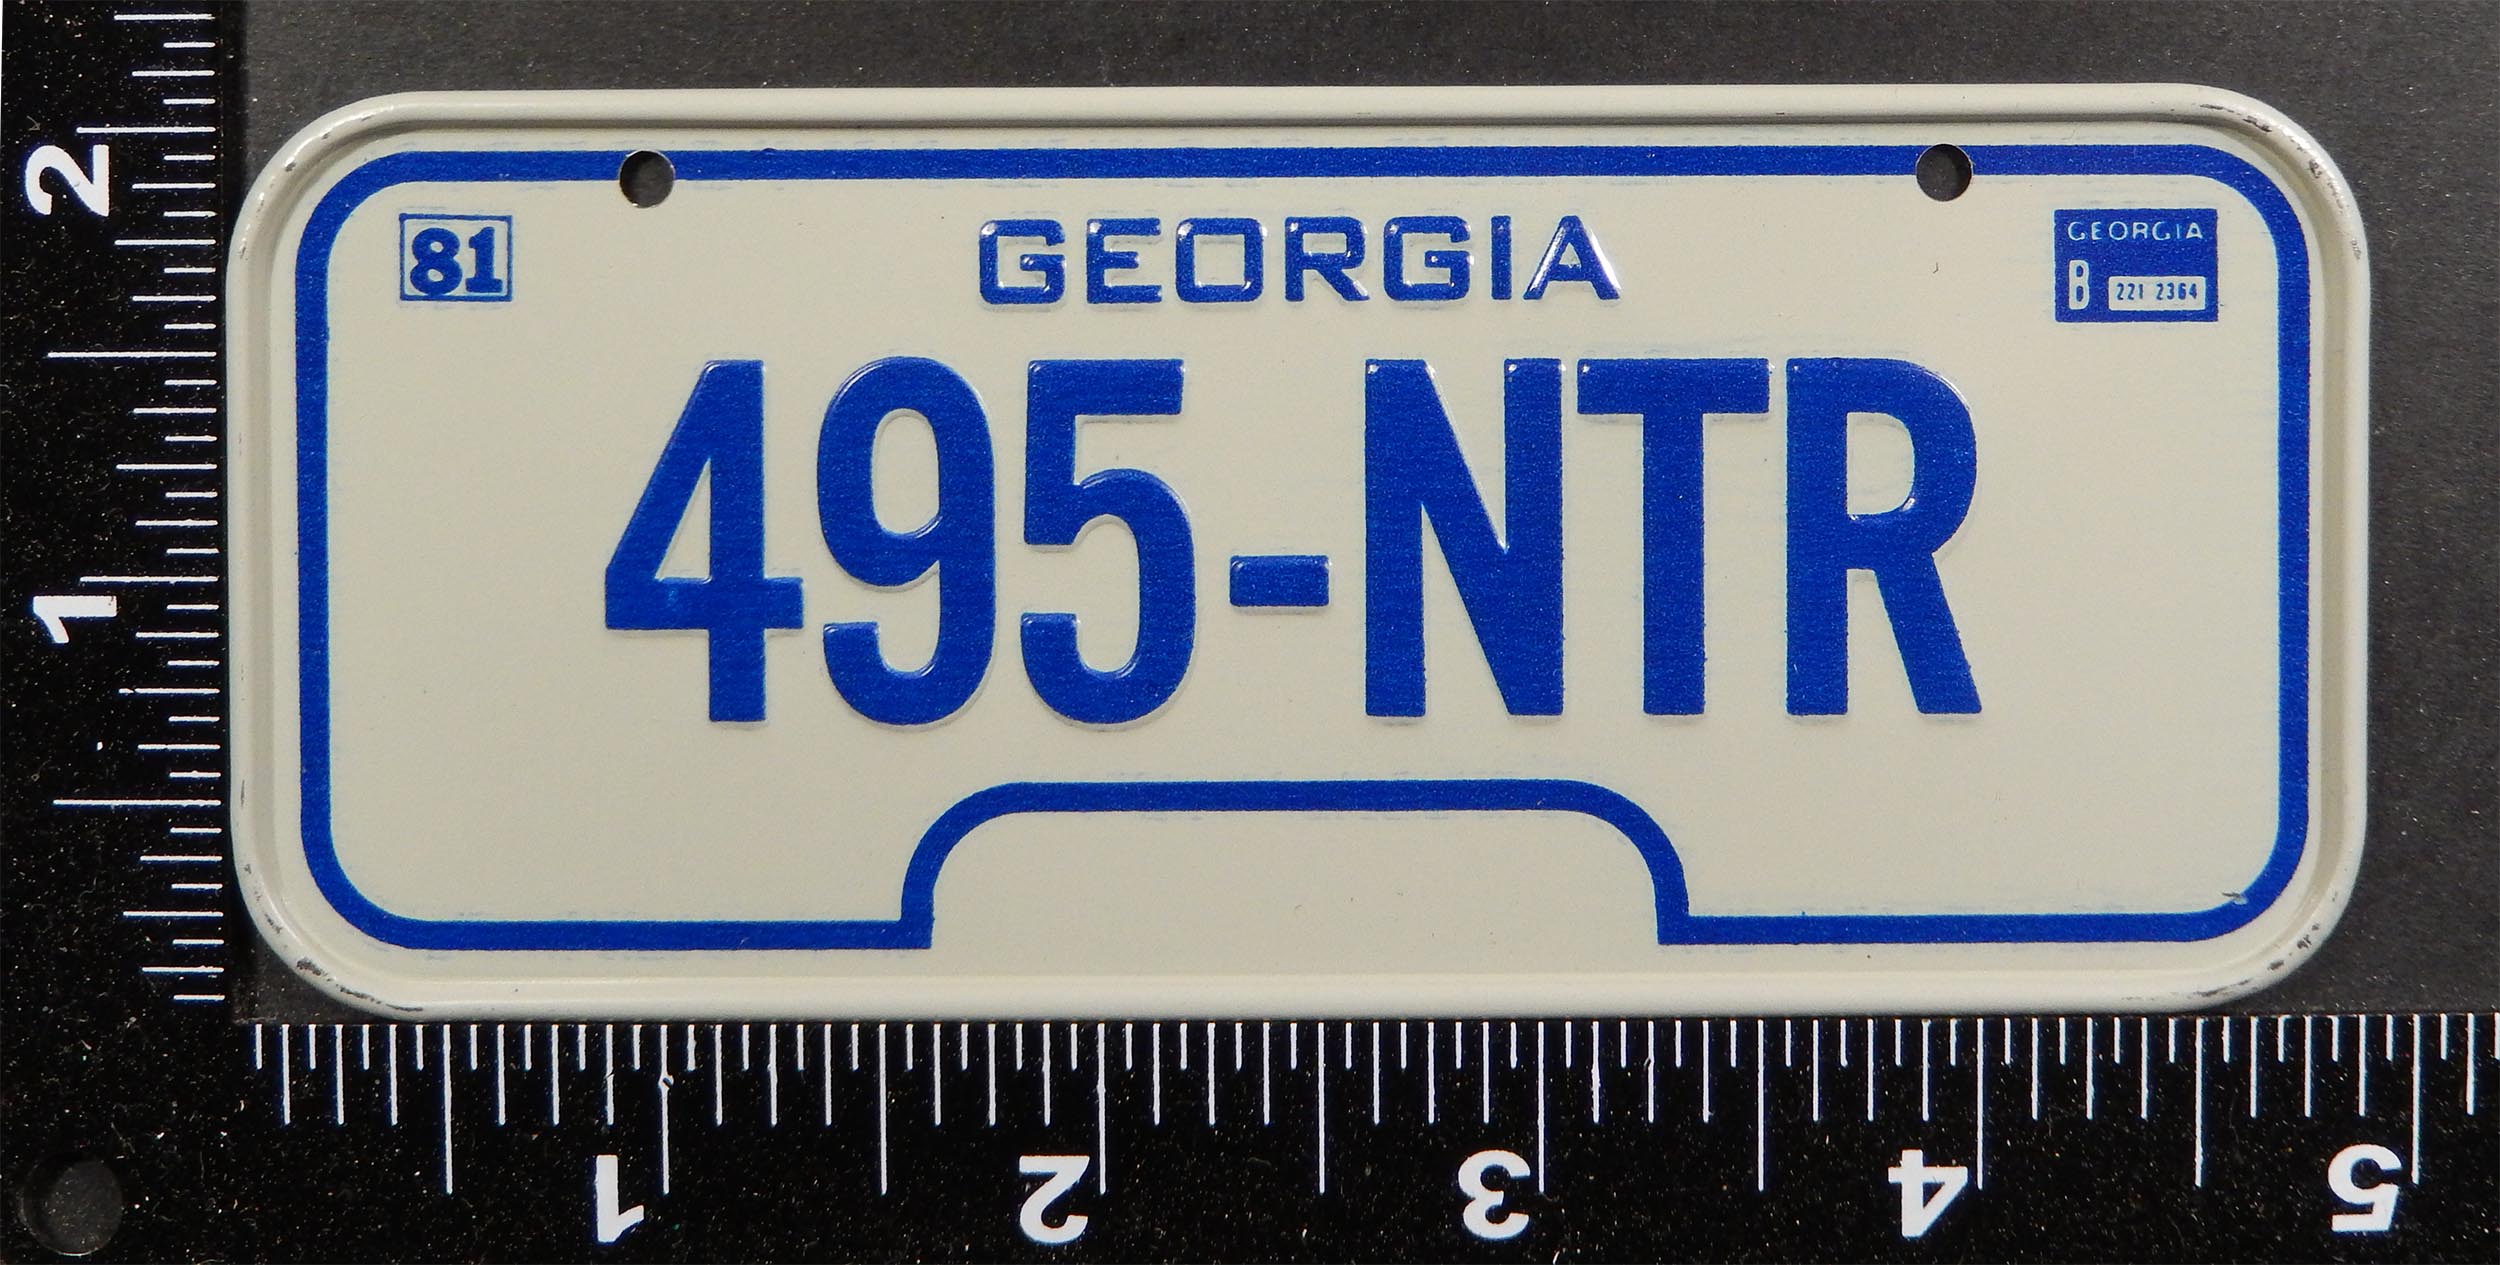 81
GEORGIA
GEORGIA
B 221 2364
495-NTR
2
1
1 2 3 4 5